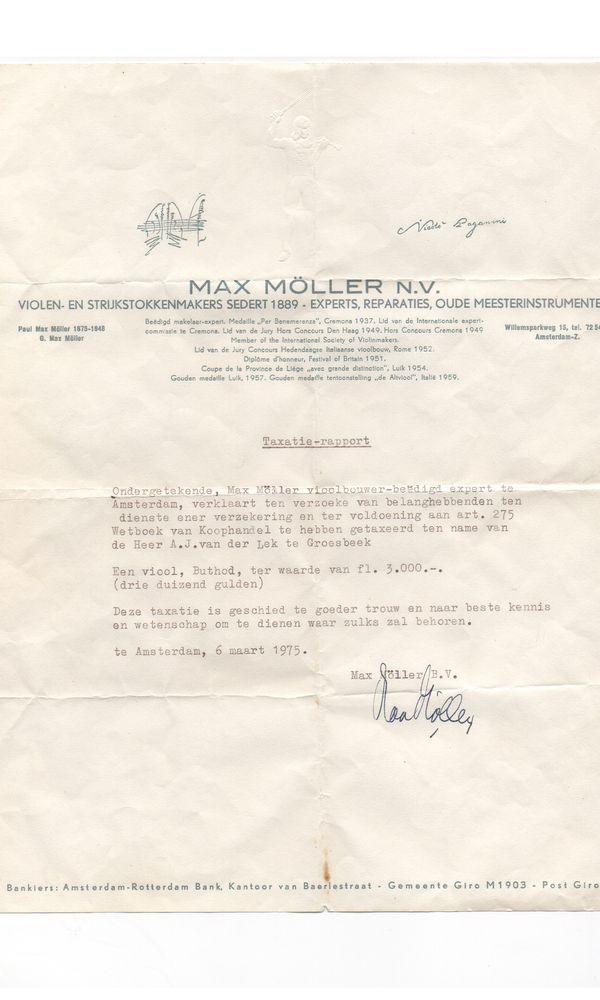 Nicolò Paganini
MAX MÖLLER N.V.
VIOLEN- EN STRIJKSTOKKENMAKERS SEDERT 1889 - EXPERTS, REPARATIES, OUDE MEESTERINSTRUMENTE
Paul Max Möller 1875-1948
G. Max Möller
Beëdigd makelaar-expert. Medaille „Per Benemerenza”, Cremona 1937. Lid van de Internationale expert-
commissie te Cremona. Lid van de Jury Hors Concours Den Haag 1949. Hors Concours Cremona 1949
Member of the International Society of Violinmakers.
Lid van de Jury Concours Hedendaagse Italiaanse vioolbouw, Rome 1952.
Diplôme d'honneur, Festival of Britain 1951.
Coupe de la Province de Liége „avec grande distinction”, Luik 1954.
Gouden medaille Luik, 1957. Gouden medaille tentoonstelling „de Altviool”, Italië 1959.
Willemsparkweg 15, tel. 72 54
Amsterdam-Z.
Taxatie-rapport
Ondergetekende, Max Möller vioolbouwer-beëdigd expert te
Amsterdam, verklaart ten verzoeke van belanghebbenden ten
dienste ener verzekering en ter voldoening aan art. 275
Wetboek van Koophandel te hebben getaxeerd ten name van
de Heer A.J.van der Lek te Groesbeek
Een viool, Buthod, ter waarde van fl. 3.000.-.
(drie duizend gulden)
Deze taxatie is geschied te goeder trouw en naar beste kennis
en wetenschap om te dienen waar zulks zal behoren.
te Amsterdam, 6 maart 1975.
Max Möller B.V.
Max Möller
Bankiers: Amsterdam-Rotterdam Bank, Kantoor van Baerlestraat - Gemeente Giro M1903 - Post Giro